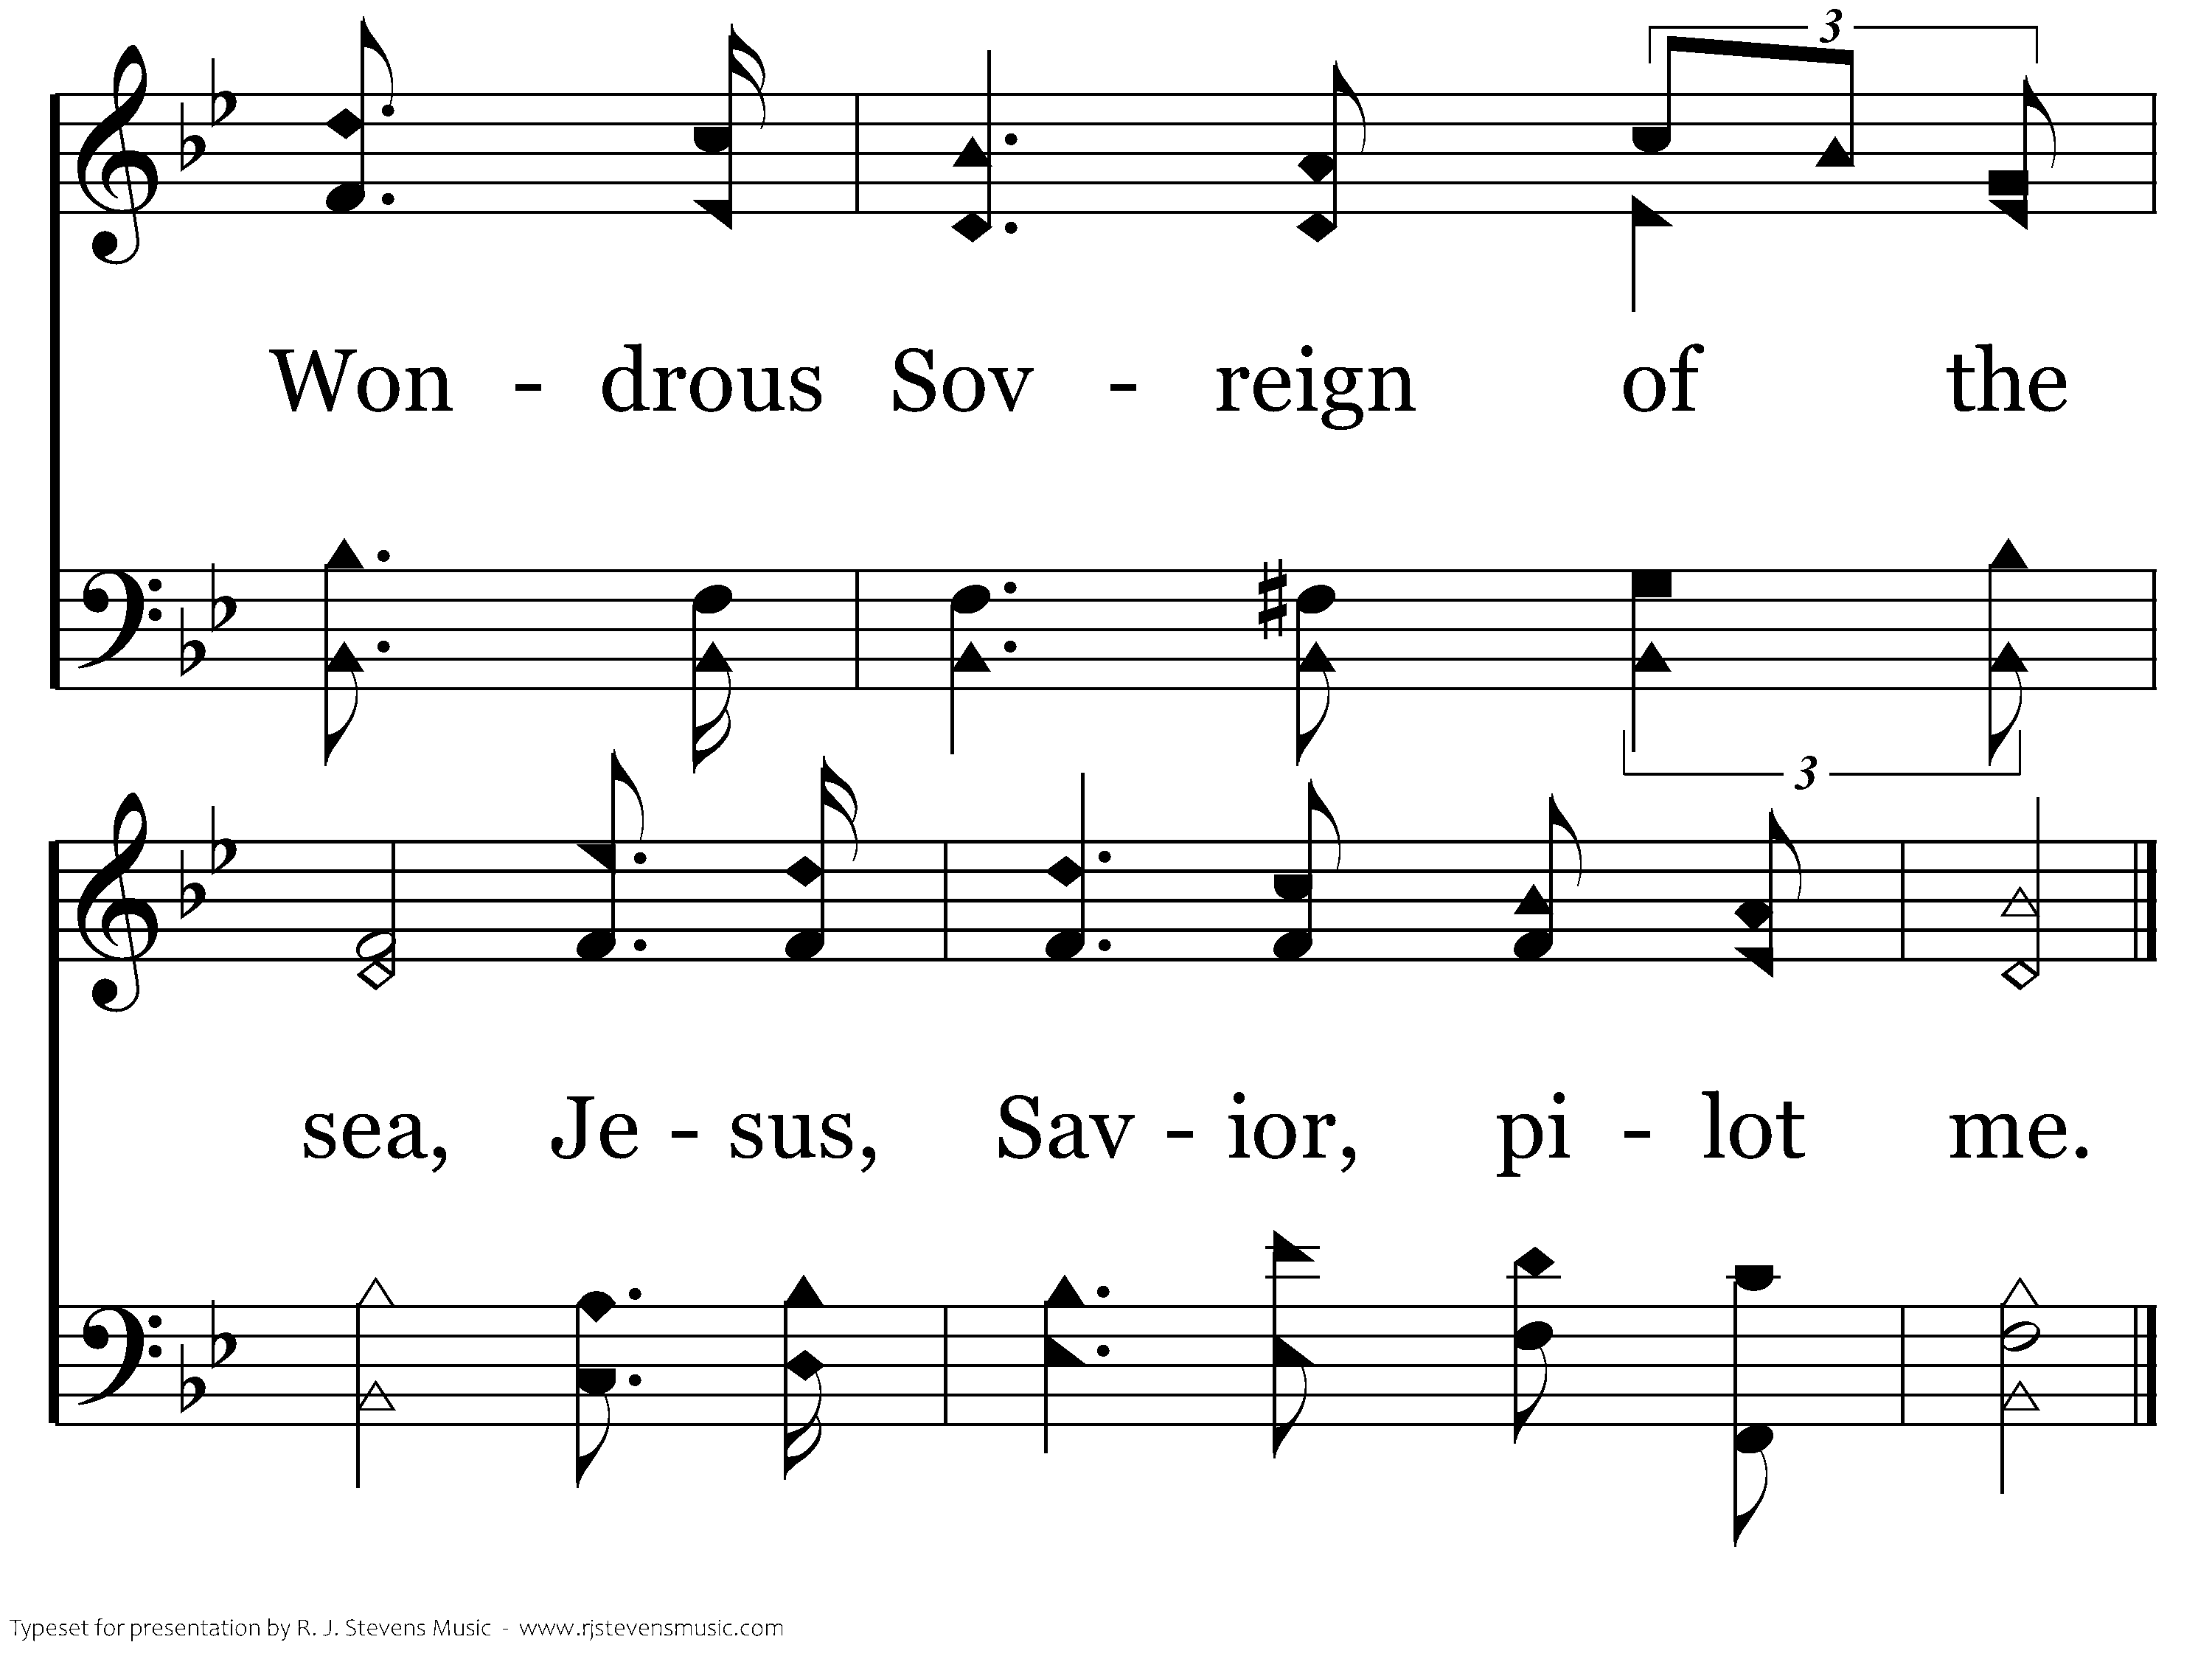 3
Won - drous Sov - reign of the
3
sea, Je - sus, Sav - ior, pi - lot me.
Typeset for presentation by R. J. Stevens Music - www.rjstevensmusic.com